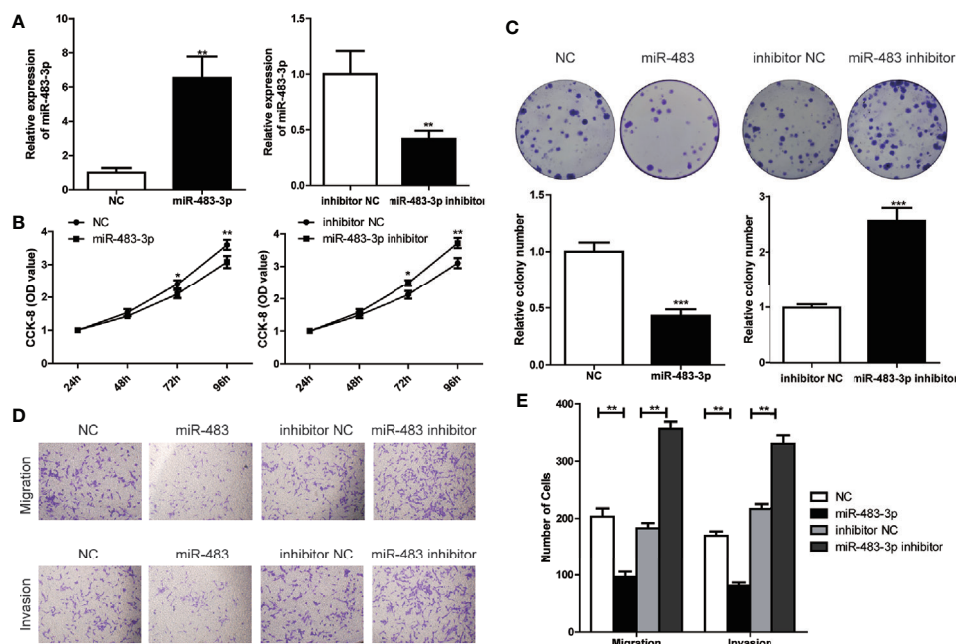 A
Relative expression
of miR-483-3p
10
8
6
4
2
0
**
NC
miR-483-3p
Relative expression
of miR-483-3p
1.5
1.0
0.5
0.0
**
inhibitor NC
miR-483-3p inhibitor
B
CCK-8 (OD value)
4
3
2
1
0
NC
miR-483-3p
*
**
24h
48h
72h
96h
CCK-8 (OD value)
4
3
2
1
0
inhibitor NC
miR-483-3p inhibitor
*
**
24h
48h
72h
96h
C
NC
miR-483
inhibitor NC
miR-483 inhibitor
Relative colony number
1.5
1.0
0.5
0.0
***
NC
miR-483-3p
Relative colony number
3
2
1
0
***
inhibitor NC
miR-483-3p inhibitor
D
NC
miR-483
inhibitor NC
miR-483 inhibitor
Migration
NC
miR-483
inhibitor NC
miR-483 inhibitor
Invasion
E
Number of Cells
400
300
200
100
0
**
**
**
**
Migration
Invasion
NC
miR-483-3p
inhibitor NC
miR-483-3p inhibitor